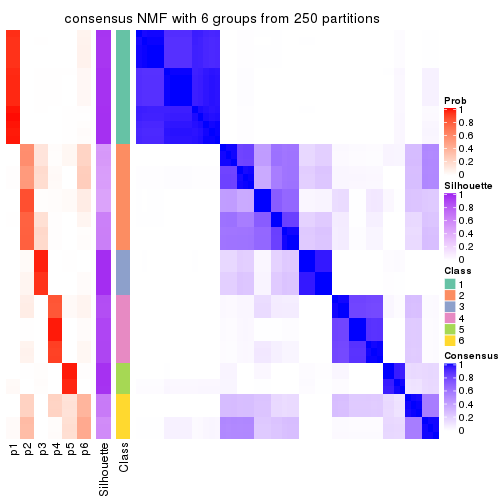 consensus NMF with 6 groups from 250 partitions
Prob
1
0.8
0.6
0.4
0.2
0
Silhouette
1
0.8
0.6
0.4
0.2
0
Class
1
2
3
4
5
6
Consensus
1
0.8
0.6
0.4
0.2
0
p1
p2
p3
p4
p5
p6
Silhouette
Class